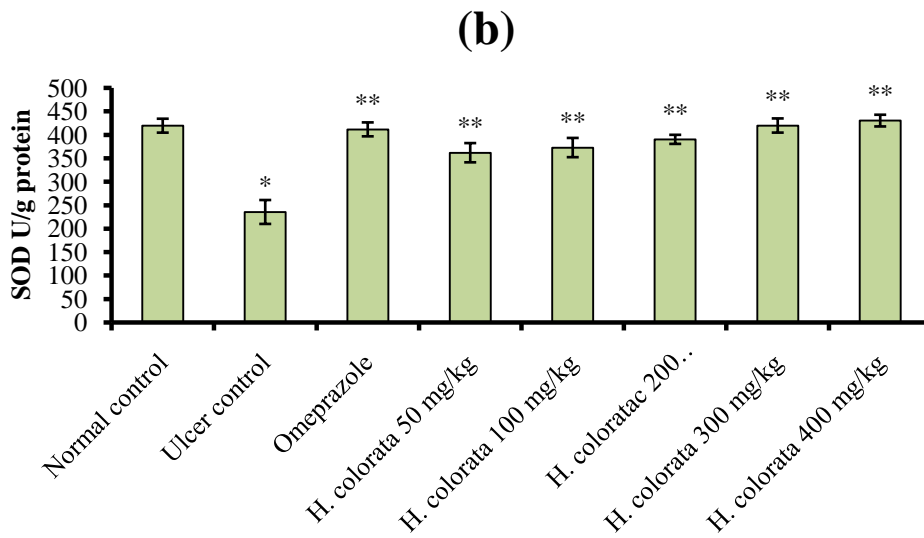 (b)
SOD U/g protein
500
450
400
350
300
250
200
150
100
50
0
*
**
**
**
**
**
**
Normal control
Ulcer control
Omeprazole
H. colorata 50 mg/kg
H. colorata 100 mg/kg
H. coloratac 200..
H. colorata 300 mg/kg
H. colorata 400 mg/kg